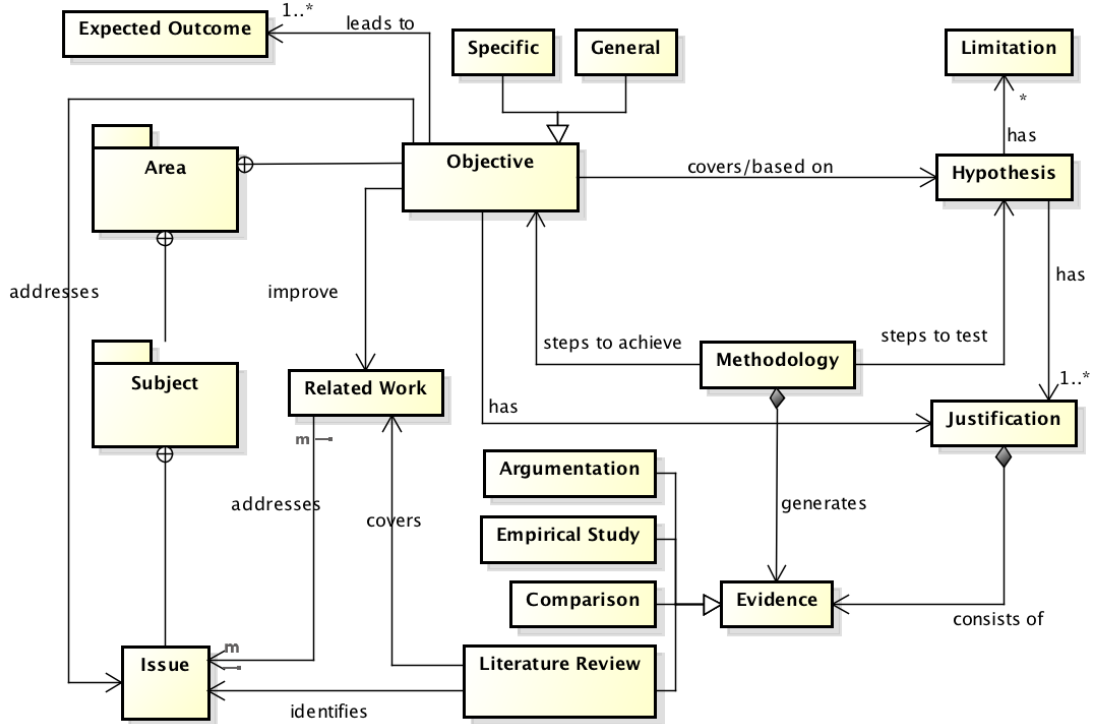 1..*
Expected Outcome
leads to
Specific
General
Limitation
*
has
Area
Objective
covers/based on
Hypothesis
addresses
improve
has
steps to achieve
Methodology
steps to test
Subject
Related Work
1..*
has
Justification
m
Argumentation
addresses
covers
generates
Empirical Study
Comparison
Evidence
consists of
m
Issue
Literature Review
identifies